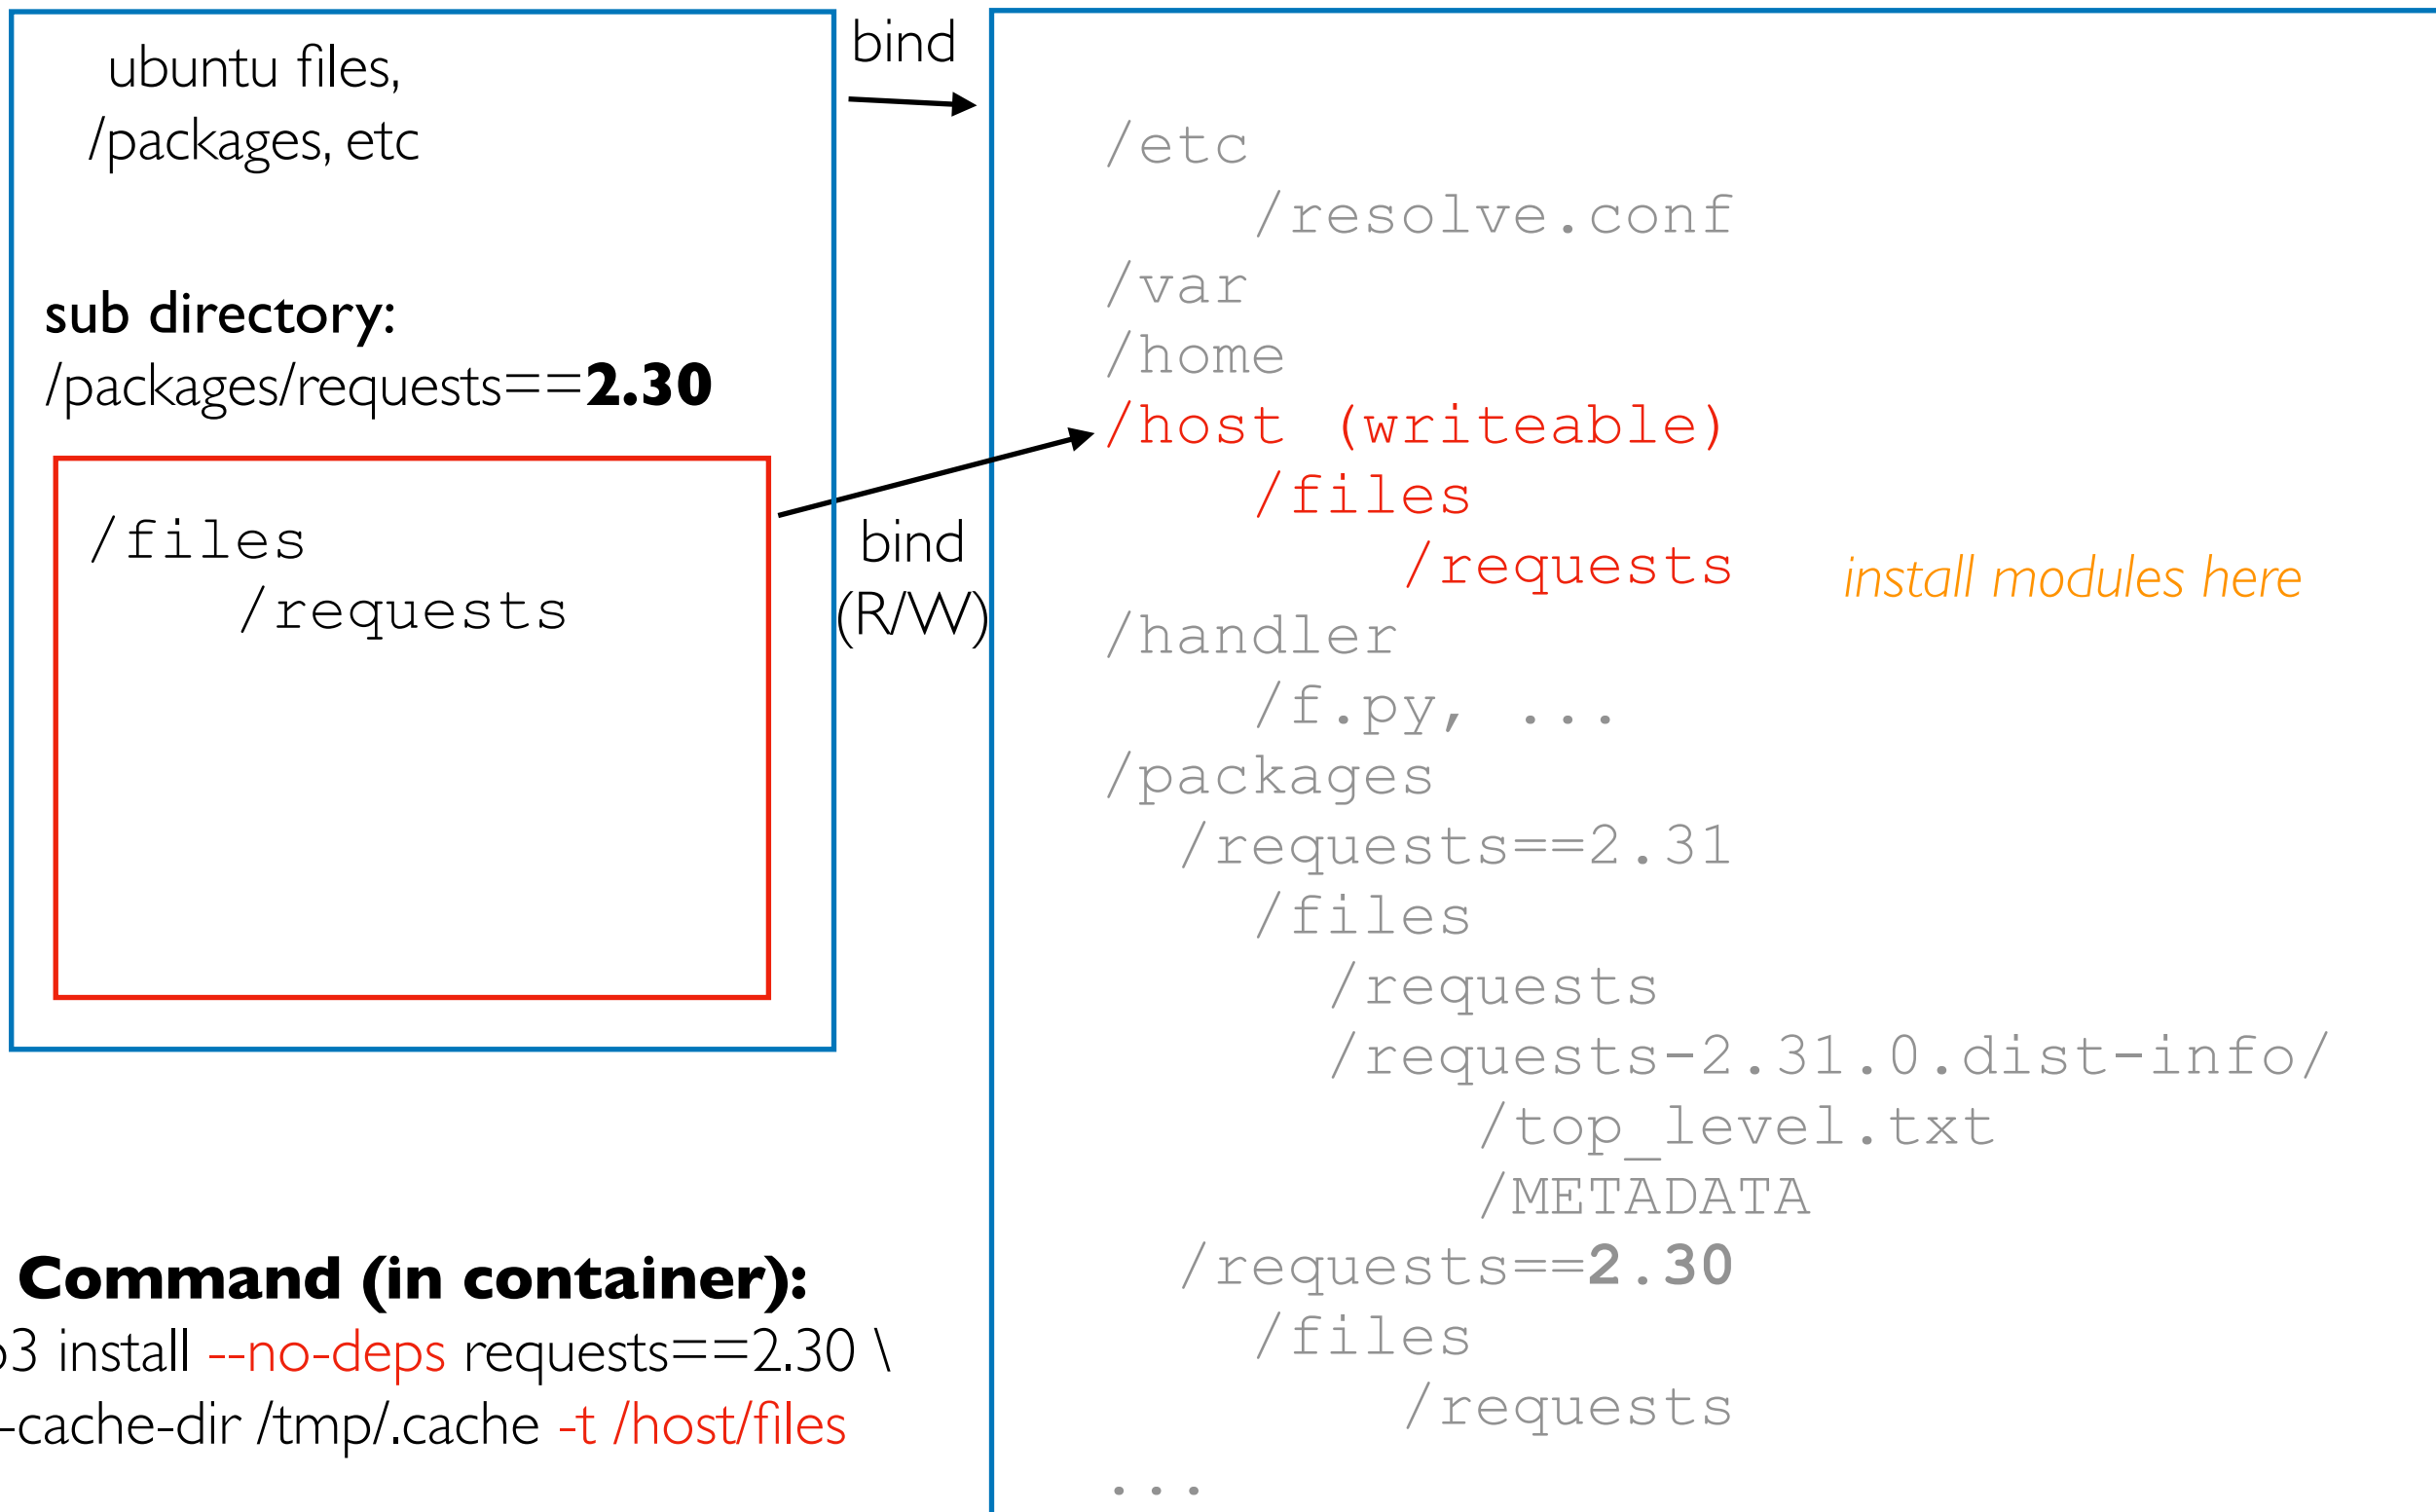 ubuntu files,
/packages, etc
sub directory:
/packages/requests==2.30
/files
/requests
bind
bind
(R/W)
Command (in container):
3 install --no-deps requests==2.30 \
-cache-dir /tmp/.cache -t /host/files
/etc
/resolve.conf
/var
/home
/host (writeable)
/files
/requests
install modules here
/handler
/f.py, ...
/packages
/requests==2.31
/files
/requests
/requests-2.31.0.dist-info/
/top_level.txt
/METADATA
/requests==2.30
/files
/requests
...